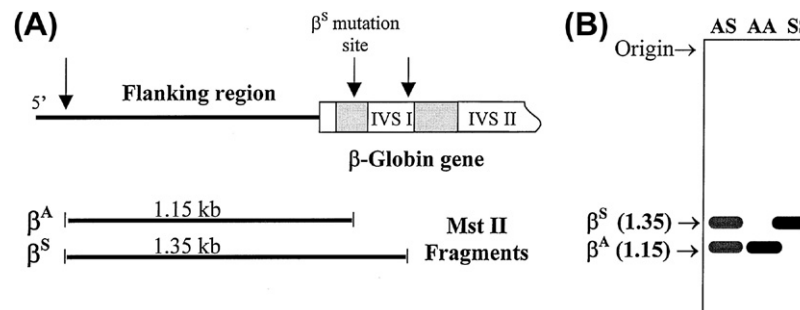 (A)
β^S mutation
site
5'
Flanking region
IVS I
IVS II
β-Globin gene
β^A
1.15 kb
β^S
1.35 kb
Mst II
Fragments
(B)
AS AA SS
Origin→
β^S (1.35) →
β^A (1.15) →